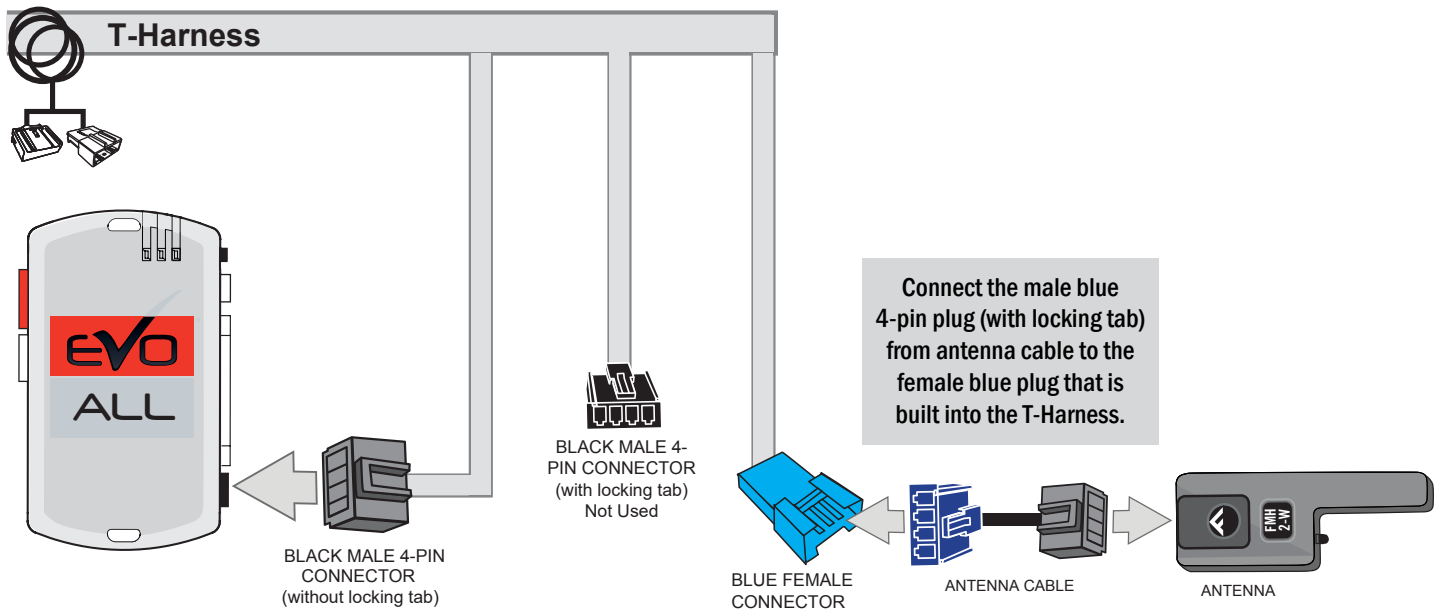 T-Harness
EVO
ALL
Connect the male blue
4-pin plug (with locking tab)
from antenna cable to the
female blue plug that is
built into the T-Harness.
BLACK MALE 4-
PIN CONNECTOR
(with locking tab)
Not Used
BLACK MALE 4-PIN
CONNECTOR
(without locking tab)
BLUE FEMALE
CONNECTOR
ANTENNA CABLE
FMH
2-W
ANTENNA